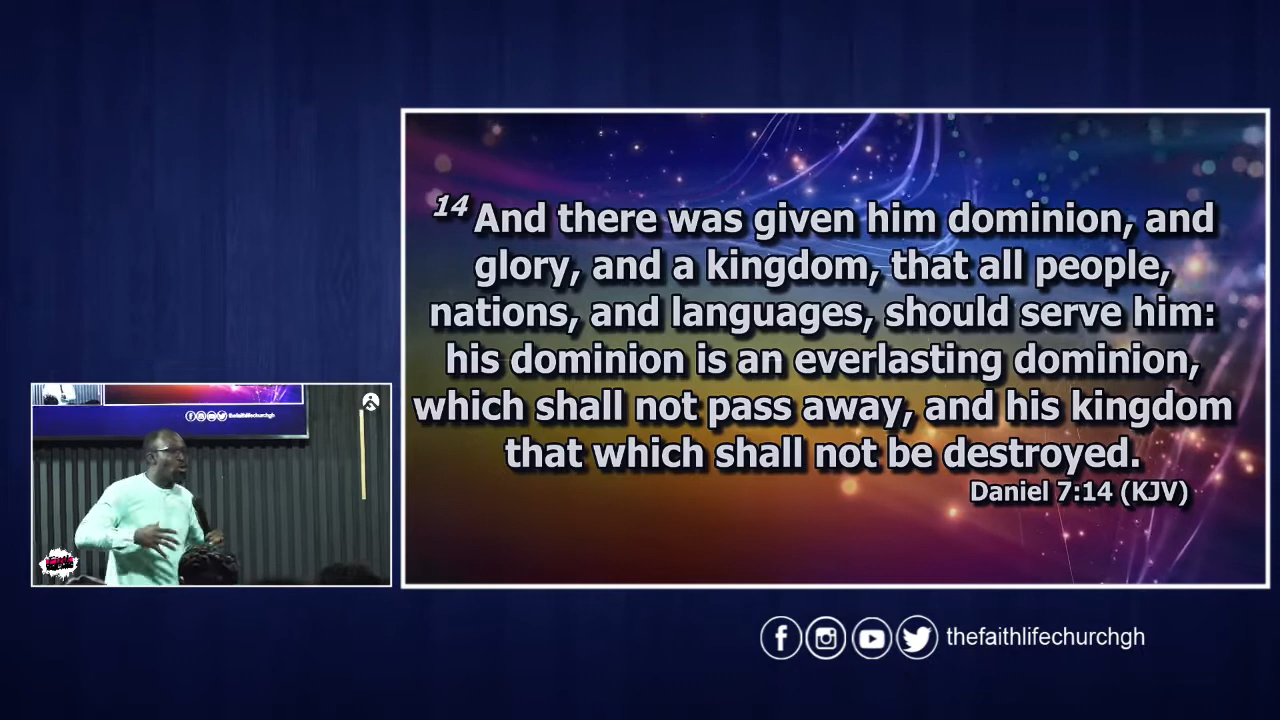 14 And there was given him dominion, and
glory, and a kingdom, that all people,
nations, and languages, should serve him:
his dominion is an everlasting dominion,
which shall not pass away, and his kingdom
that which shall not be destroyed.
Daniel 7:14 (KJV)
thefaithlifechurchgh
thefaithlifechurchgh